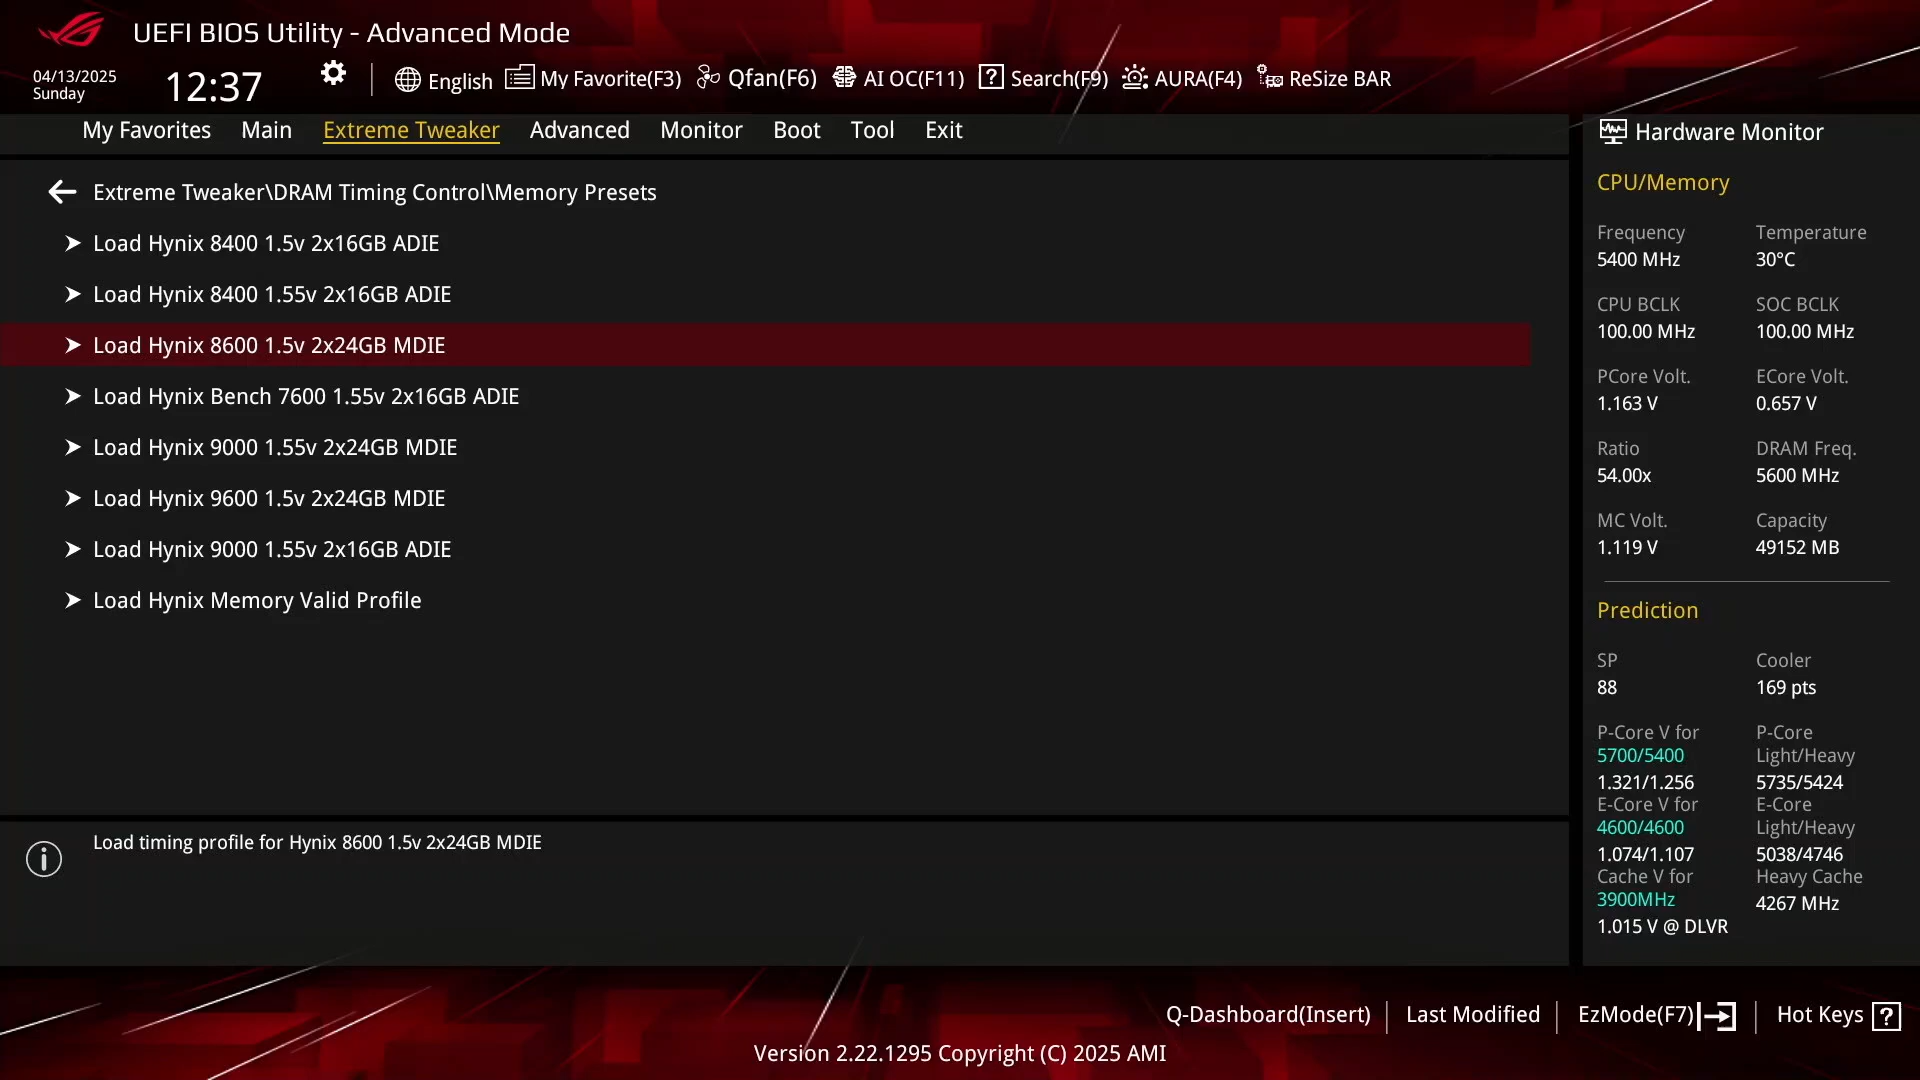 UEFI BIOS Utility - Advanced Mode
04/13/2025
Sunday
12:37
English
My Favorite(F3)
Qfan(F6)
AI OC(F11)
Search(F9)
AURA(F4)
ReSize BAR
My Favorites Main Extreme Tweaker Advanced Monitor Boot Tool Exit
Extreme Tweaker\DRAM Timing Control\Memory Presets
Load Hynix 8400 1.5v 2x16GB ADIE
Load Hynix 8400 1.55v 2x16GB ADIE
Load Hynix 8600 1.5v 2x24GB MDIE
Load Hynix Bench 7600 1.55v 2x16GB ADIE
Load Hynix 9000 1.55v 2x24GB MDIE
Load Hynix 9600 1.5v 2x24GB MDIE
Load Hynix 9000 1.55v 2x16GB ADIE
Load Hynix Memory Valid Profile
Load timing profile for Hynix 8600 1.5v 2x24GB MDIE
Hardware Monitor
CPU/Memory
Frequency Temperature
5400 MHz 30°C
CPU BCLK SOC BCLK
100.00 MHz 100.00 MHz
PCore Volt. ECore Volt.
1.163 V 0.657 V
Ratio DRAM Freq.
54.00x 5600 MHz
MC Volt. Capacity
1.119 V 49152 MB
Prediction
SP Cooler
88 169 pts
P-Core V for P-Core
5700/5400 Light/Heavy
1.321/1.256 5735/5424
E-Core V for E-Core
4600/4600 Light/Heavy
1.074/1.107 5038/4746
Cache V for Heavy Cache
3900MHz 4267 MHz
1.015 V @ DLVR
Q-Dashboard(Insert) Last Modified EzMode(F7) Hot Keys ?
Version 2.22.1295 Copyright (C) 2025 AMI